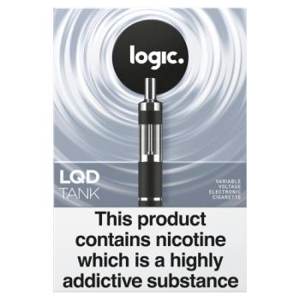 logic.
LQD
TANK
VARIABLE
VOLTAGE
ELECTRONIC
CIGARETTE
This product
contains nicotine
which is a highly
addictive substance